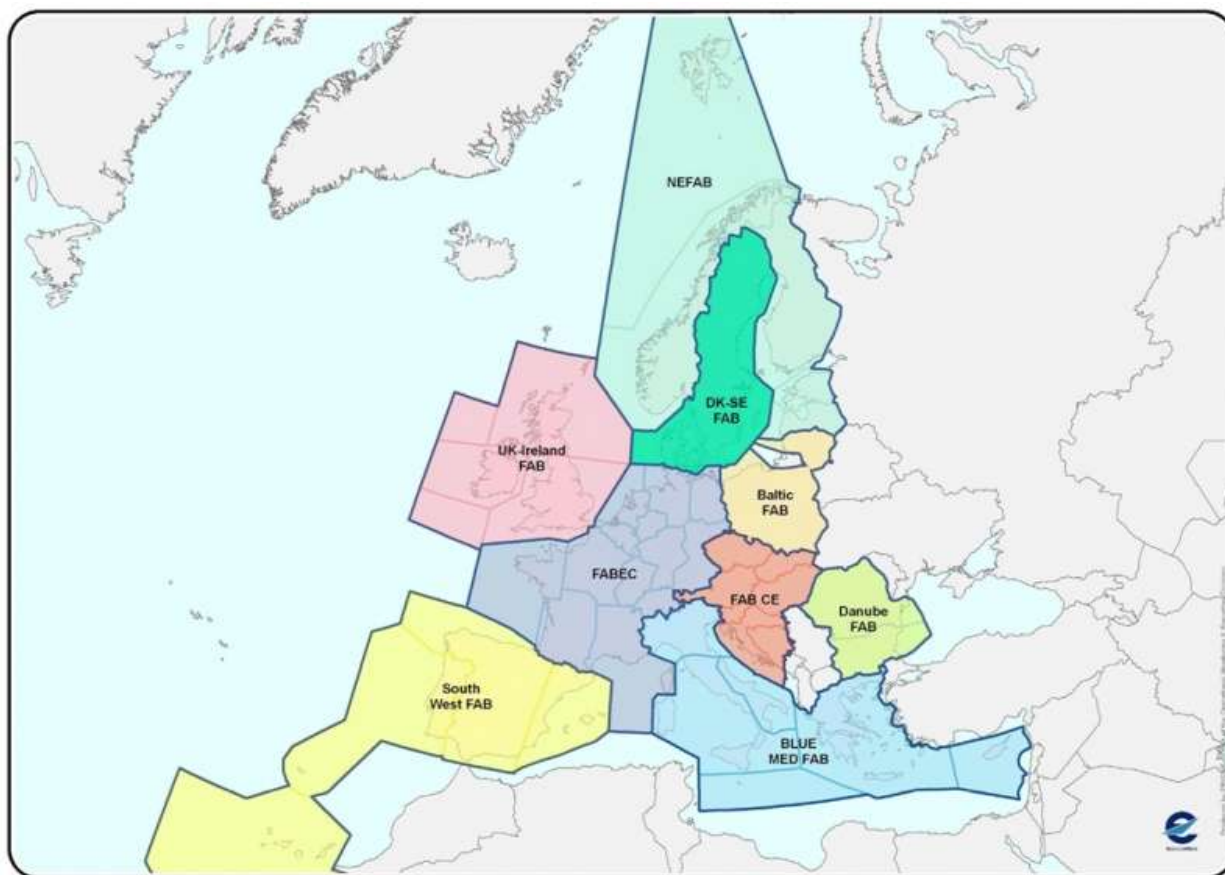 NEFAB
DK-SE
FAB
UK-Ireland
FAB
Baltic
FAB
FABEC
FAB CE
Danube
FAB
South
West FAB
BLUE
MED FAB